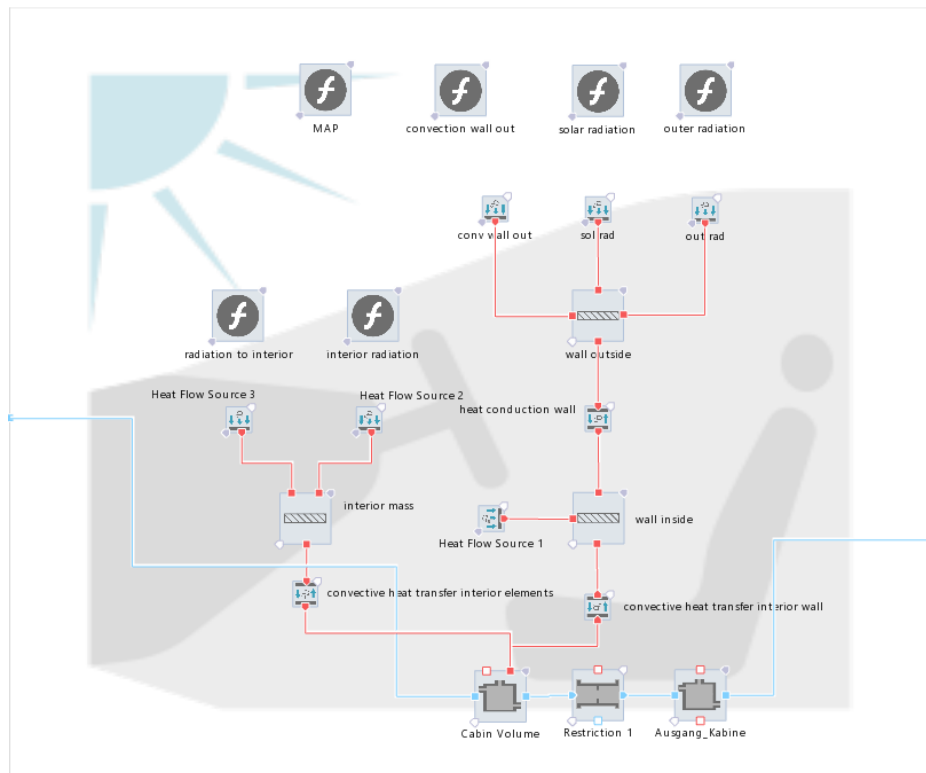 MAP
convection wall out
solar radiation
outer radiation
conv wall out
sol rad
out rad
radiation to interior
interior radiation
wall outside
Heat Flow Source 3
Heat Flow Source 2
heat conduction wall
interior mass
wall inside
Heat Flow Source 1
convective heat transfer interior elements
convective heat transfer interior wall
Cabin Volume
Restriction 1
Ausgang_Kabine